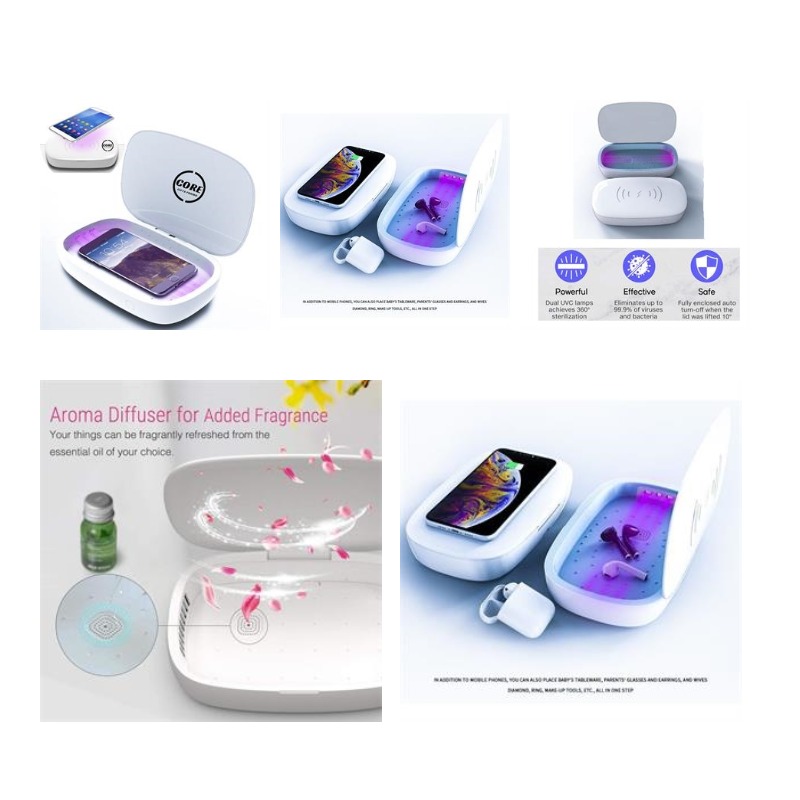 CORE
CORE
10:54
IN ADDITION TO MOBILE PHONES, YOU CAN ALSO PLACE BABY'S TABLEWARE, PARENTS' GLASSES AND EARRINGS, AND WIVES
DIAMOND, RING, MAKE-UP TOOLS, ETC., ALL IN ONE STEP
Powerful
Dual UVC lamps
achieves 360°
sterilization
Effective
Eliminates up to
99.9% of viruses
and bacteria
Safe
Fully enclosed auto
turn-off when the
lid was lifted 10°
Aroma Diffuser for Added Fragrance
Your things can be fragrantly refreshed from the
essential oil of your choice.
IN ADDITION TO MOBILE PHONES, YOU CAN ALSO PLACE BABY'S TABLEWARE, PARENTS' GLASSES AND EARRINGS, AND WIVES
DIAMOND, RING, MAKE-UP TOOLS, ETC., ALL IN ONE STEP